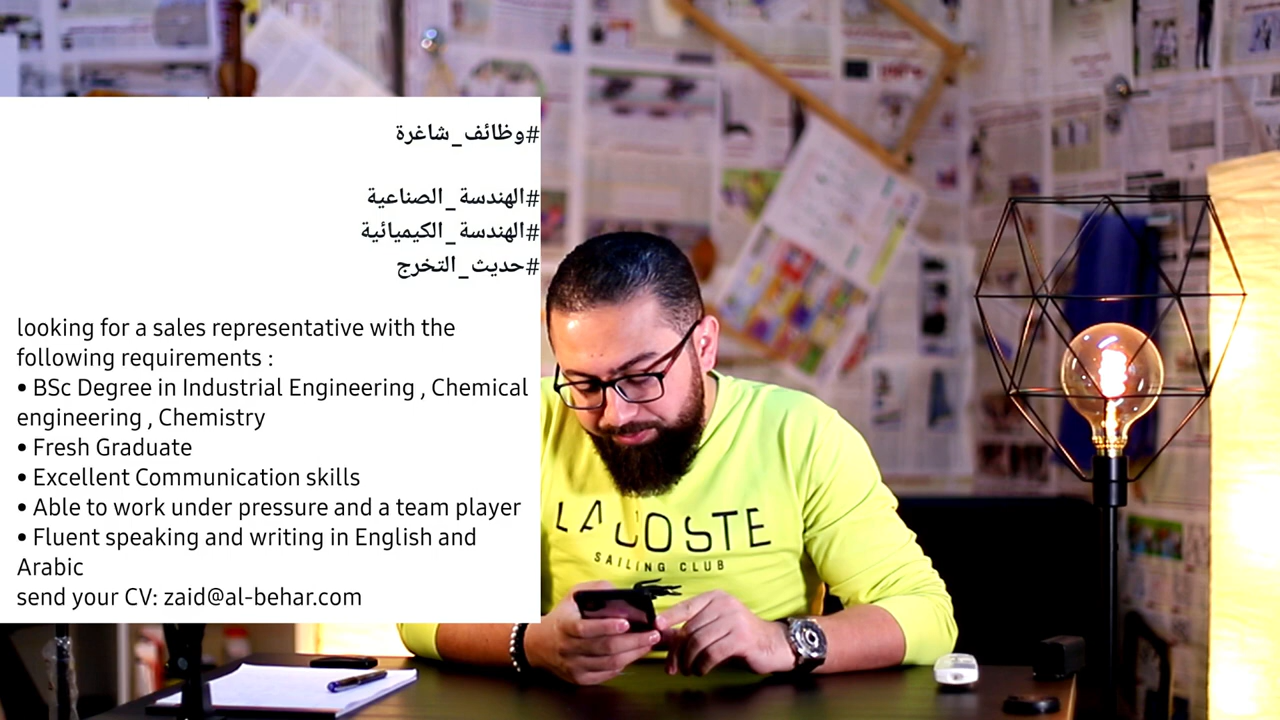 #وظائف_شاغرة
#الهندسة_الصناعية
#الهندسة_الكيميائية
#حديث_التخرج
looking for a sales representative with the
following requirements :
• BSc Degree in Industrial Engineering , Chemical
engineering , Chemistry
• Fresh Graduate
• Excellent Communication skills
• Able to work under pressure and a team player
• Fluent speaking and writing in English and
Arabic
send your CV: zaid@al-behar.com
LACOSTE
SAILING CLUB